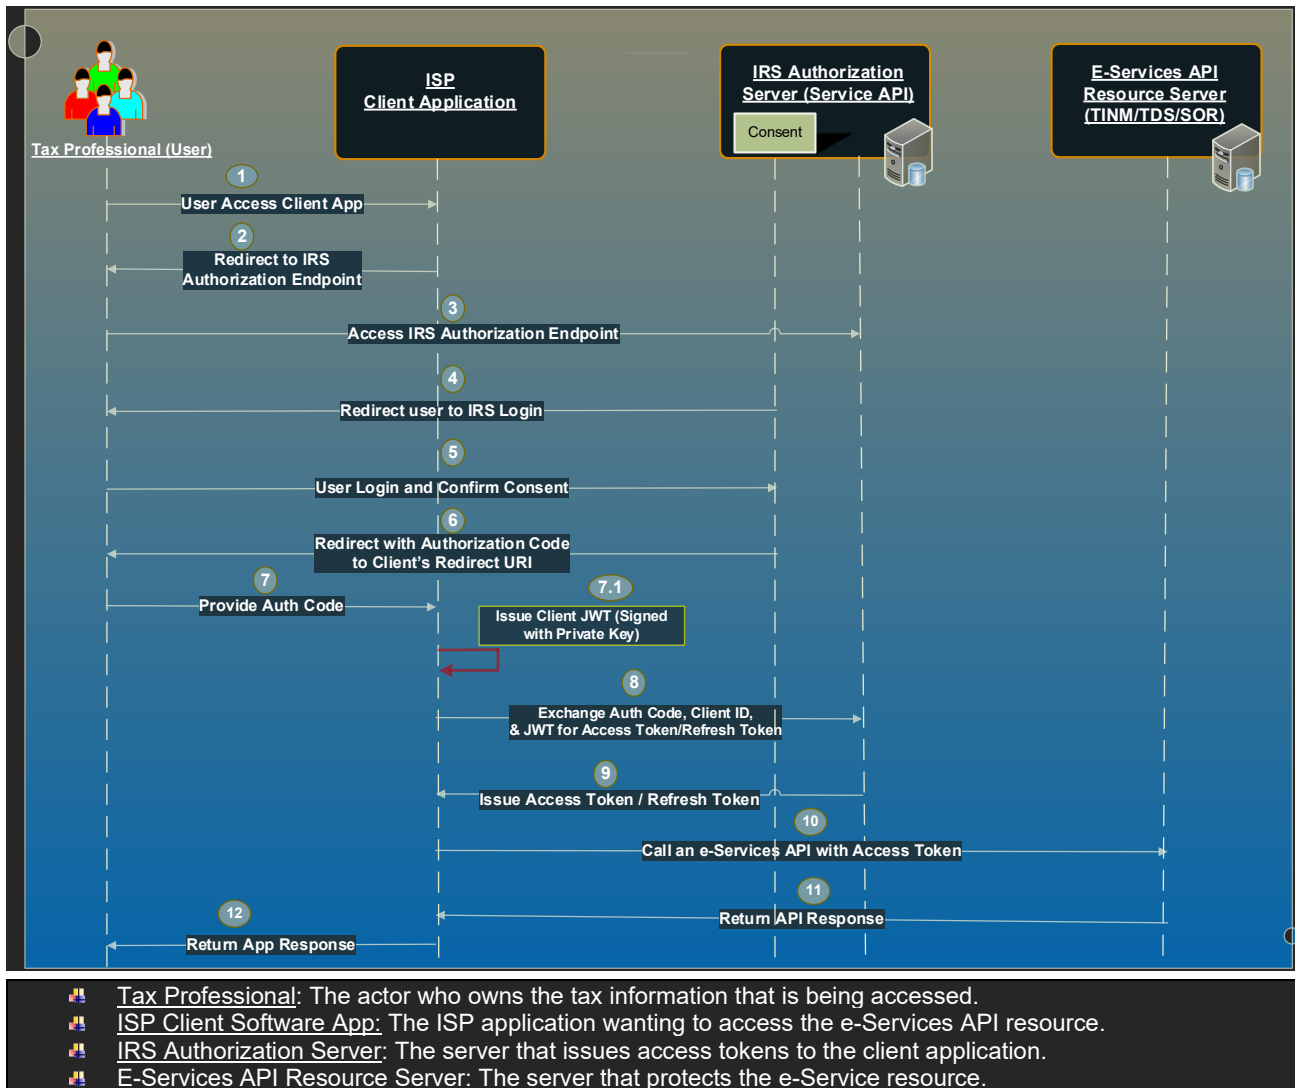 ISP
Client Application
IRS Authorization
Server (Service API)
Consent
E-Services API
Resource Server
(TINM/TDS/SOR)
Tax Professional (User)
1
User Access Client App
2
Redirect to IRS
Authorization Endpoint
3
Access IRS Authorization Endpoint
4
Redirect user to IRS Login
5
User Login and Confirm Consent
6
Redirect with Authorization Code
to Client's Redirect URI
7
Provide Auth Code
7.1
Issue Client JWT (Signed
with Private Key)
8
Exchange Auth Code, Client ID,
& JWT for Access Token/Refresh Token
9
Issue Access Token / Refresh Token
10
Call an e-Services API with Access Token
11
Return API Response
12
Return App Response
Tax Professional: The actor who owns the tax information that is being accessed.
ISP Client Software App: The ISP application wanting to access the e-Services API resource.
IRS Authorization Server: The server that issues access tokens to the client application.
E-Services API Resource Server: The server that protects the e-Service resource.